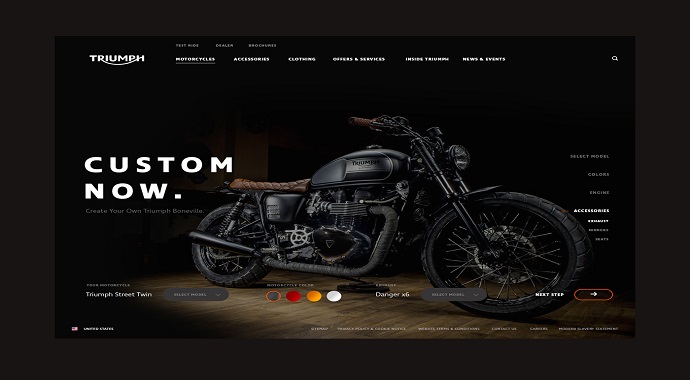 TEST RIDE DEALER BROCHURES
TRIUMPH
MOTORCYCLES ACCESSORIES CLOTHING OFFERS & SERVICES INSIDE TRIUMPH NEWS & EVENTS
CUSTOM
NOW.
Create Your Own Triumph Boneville.
TRIUMPH
SELECT MODEL
COLORS
ENGINE
ACCESSORIES
EXHAUST
MIRRORS
SEATS
YOUR MOTORCYCLE
Triumph Street Twin SELECT MODEL
MOTORCYCLE COLOR
EXHAUST
Danger x6 SELECT MODEL
NEXT STEP
UNITED STATES
SITEMAP PRIVACY POLICY & COOKIE NOTICE WEBSITE TERMS & CONDITIONS CONTACT US CAREERS MODERN SLAVERY STATEMENT